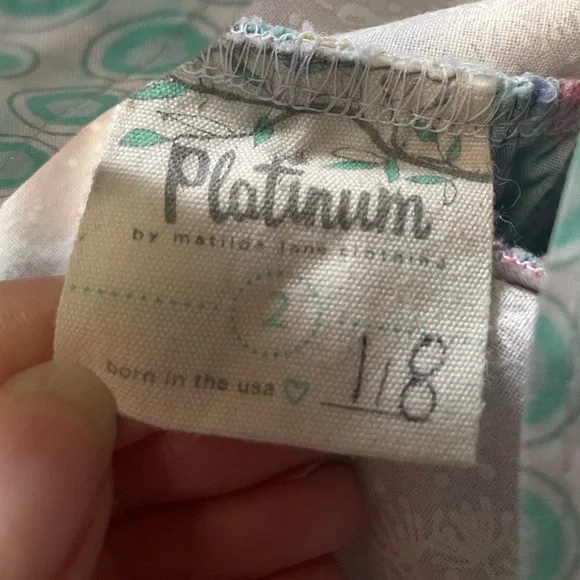 Platinum
by matilda jane clothing
2
born in the usa
118